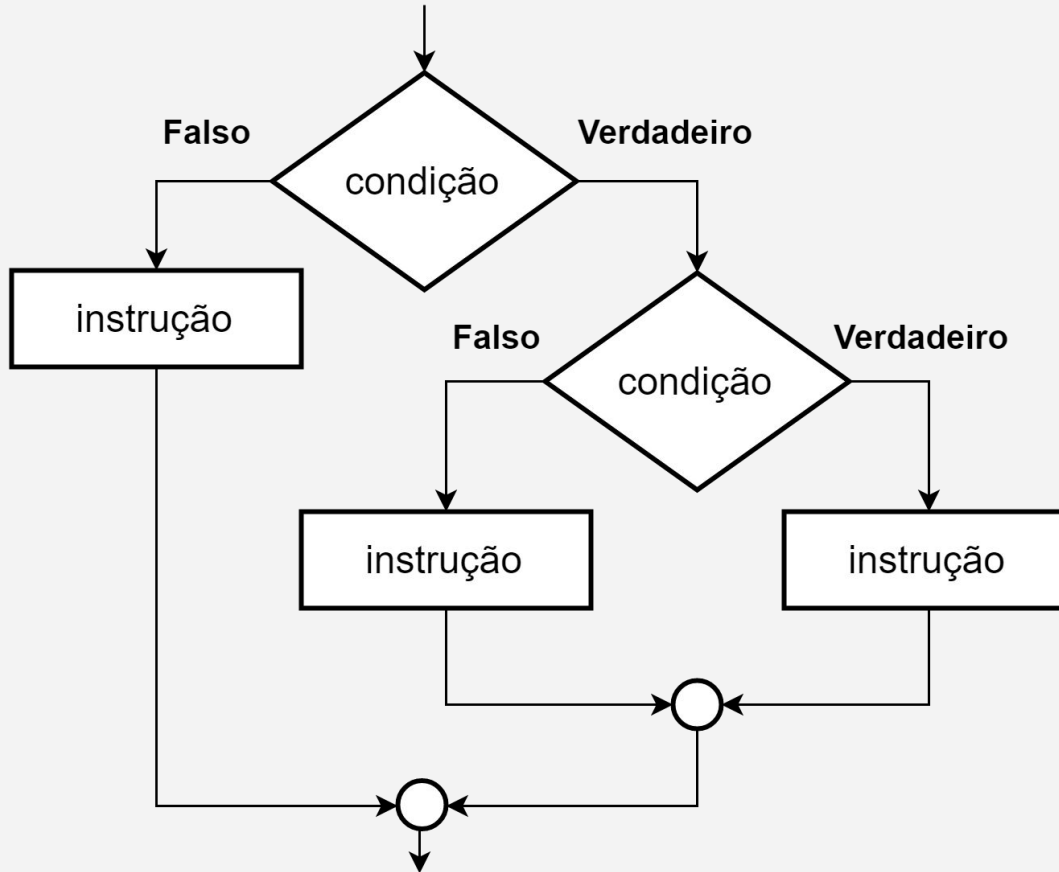 Falso
Verdadeiro
condição
instrução
Falso
Verdadeiro
condição
instrução
instrução